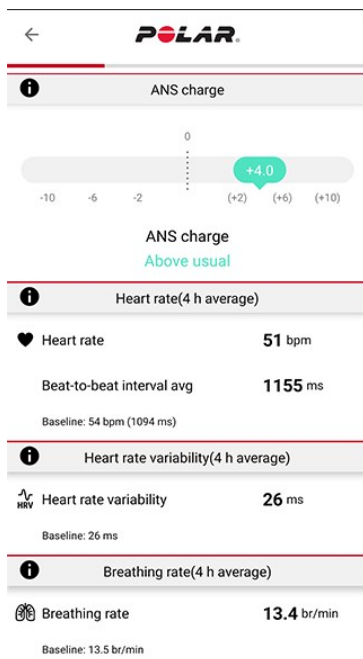 POLAR.
ANS charge
0
+4.0
-10 -6 -2 (+2) (+6) (+10)
ANS charge
Above usual
Heart rate(4 h average)
Heart rate 51 bpm
Beat-to-beat interval avg 1155 ms
Baseline: 54 bpm (1094 ms)
Heart rate variability(4 h average)
HRV Heart rate variability 26 ms
Baseline: 26 ms
Breathing rate(4 h average)
Breathing rate 13.4 br/min
Baseline: 13.5 br/min